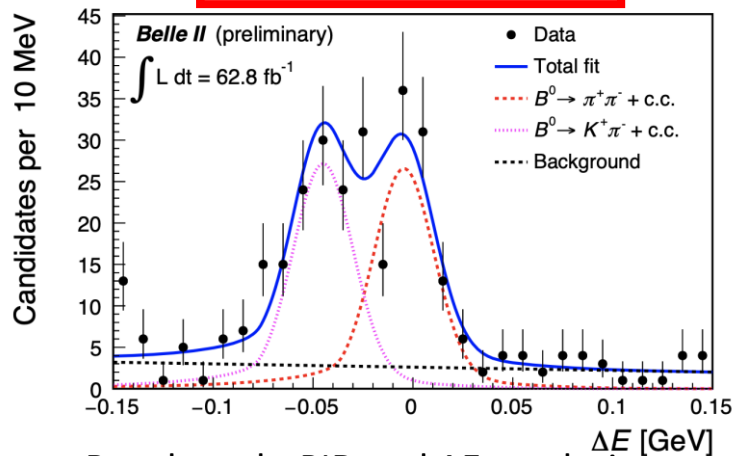 45
40
35
30
25
20
15
10
5
0
Candidates per 10 MeV
Belle II (preliminary)
∫ L dt = 62.8 fb⁻¹
Data
Total fit
B⁰→ π⁺π⁻ + c.c.
B⁰→ K⁺π⁻ + c.c.
Background
−0.15 −0.1 −0.05 0 0.05 0.1 0.15
ΔE [GeV]